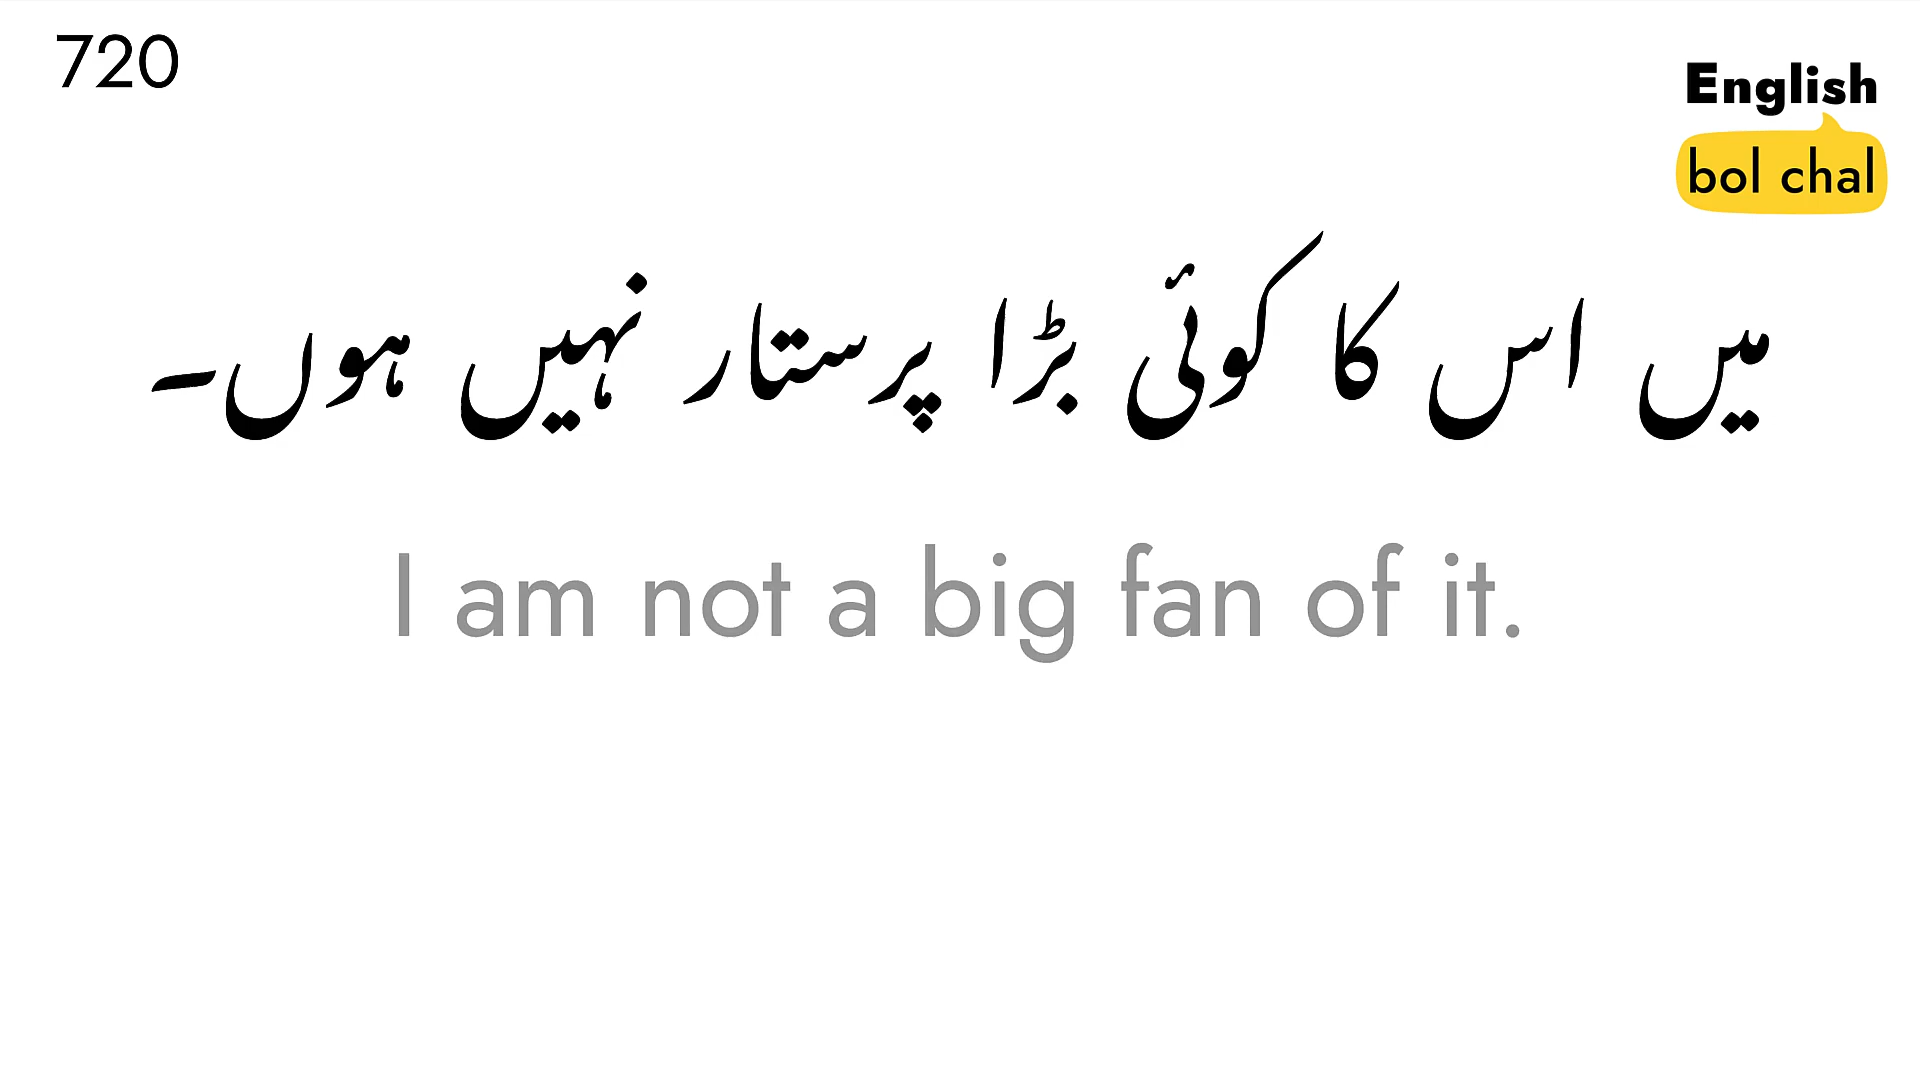 720
English
bol chal
میں اس کا کوئی بڑا پرستار نہیں ہوں۔
I am not a big fan of it.